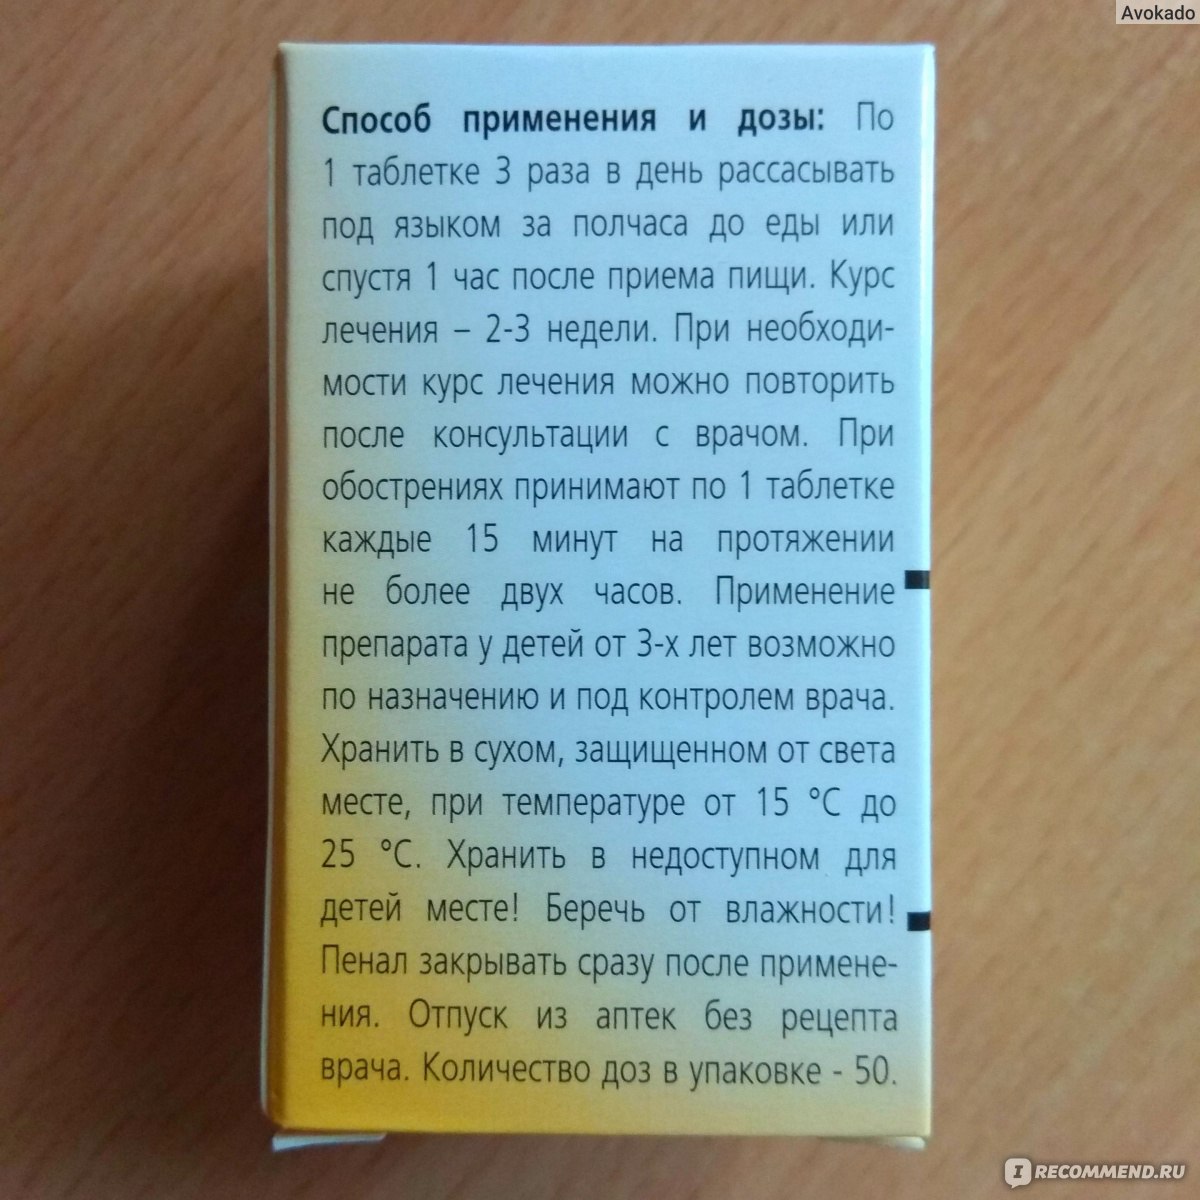 Avokado
Способ применения и дозы: По
1 таблетке 3 раза в день рассасывать
под языком за полчаса до еды или
спустя 1 час после приема пищи. Курс
лечения – 2-3 недели. При необходи-
мости курс лечения можно повторить
после консультации с врачом. При
обострениях принимают по 1 таблетке
каждые 15 минут на протяжении
не более двух часов. Применение
препарата у детей от 3-х лет возможно
по назначению и под контролем врача.
Хранить в сухом, защищенном от света
месте, при температуре от 15 °С до
25 °С. Хранить в недоступном для
детей месте! Беречь от влажности!
Пенал закрывать сразу после примене-
ния. Отпуск из аптек без рецепта
врача. Количество доз в упаковке - 50.
IRECOMMEND.RU